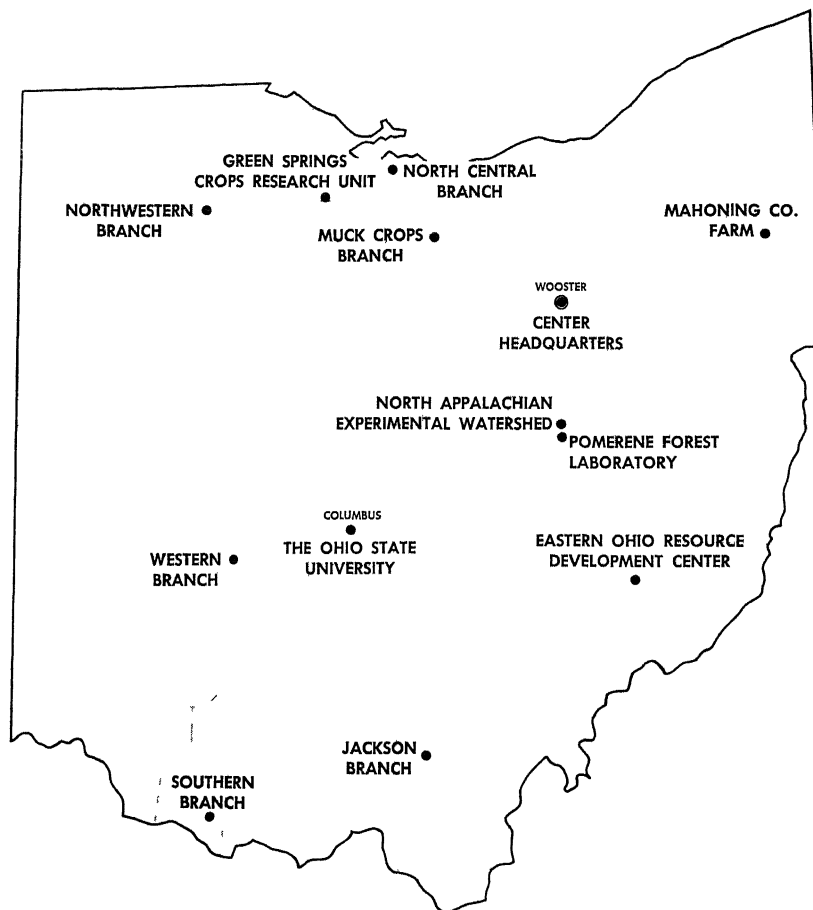 GREEN SPRINGS
CROPS RESEARCH UNIT
NORTH CENTRAL
BRANCH
NORTHWESTERN
BRANCH
MUCK CROPS
BRANCH
MAHONING CO.
FARM
WOOSTER
CENTER
HEADQUARTERS
NORTH APPALACHIAN
EXPERIMENTAL WATERSHED
POMERENE FOREST
LABORATORY
COLUMBUS
THE OHIO STATE
UNIVERSITY
EASTERN OHIO RESOURCE
DEVELOPMENT CENTER
WESTERN
BRANCH
JACKSON
BRANCH
SOUTHERN
BRANCH